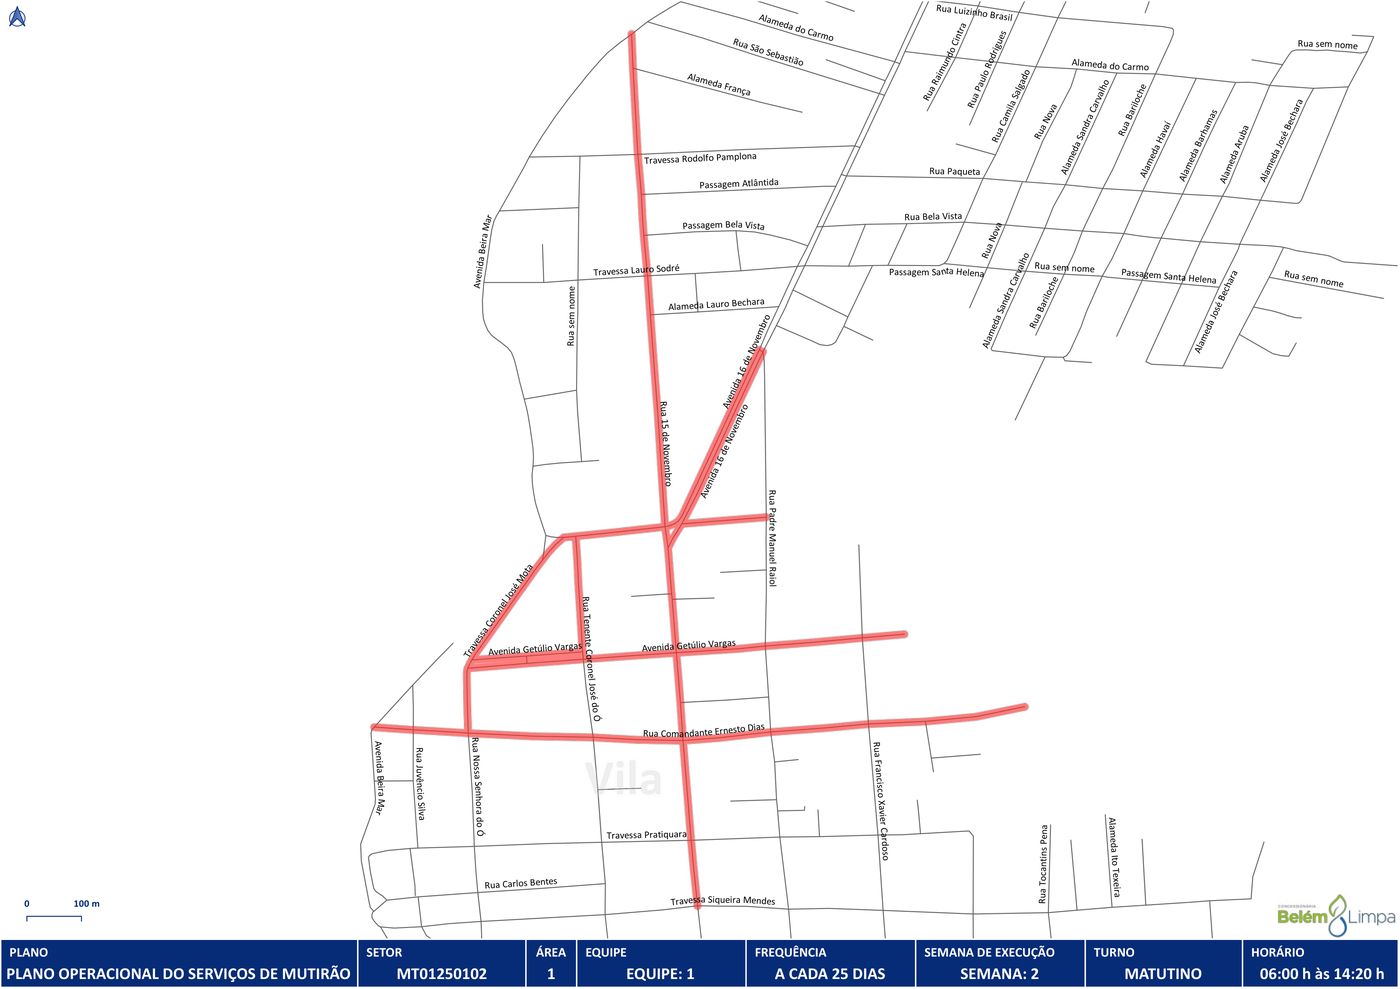 Rua Luizinho Brasil
Alameda do Carmo
Rua São Sebastião
Alameda França
Rua Raimundo Cintra
Rua Paulo Rodrigues
Rua Camila Salgado
Alameda do Carmo
Rua sem nome
Rua Nova
Alameda Sandra Carvalho
Rua Bariloche
Alameda Havaí
Alameda Barhamas
Alameda Aruba
Alameda José Bechara
Travessa Rodolfo Pamplona
Passagem Atlântida
Rua Paqueta
Passagem Bela Vista
Rua Bela Vista
Avenida Beira Mar
Travessa Lauro Sodré
Rua Nova
Passagem Santa Helena
Rua sem nome
Passagem Santa Helena
Rua sem nome
Alameda Sandra Carvalho
Rua Bariloche
Alameda José Bechara
Rua sem nome
Alameda Lauro Bechara
Avenida 16 de Novembro
Avenida 16 de Novembro
Rua 15 de Novembro
Rua Padre Manuel Raiol
Travessa Coronel José Mota
Rua Tenente Coronel José do Ó
Avenida Getúlio Vargas
Avenida Getúlio Vargas
Rua Comandante Ernesto Dias
Avenida Beira Mar
Rua Juvêncio Silva
Rua Nossa Senhora do Ó
Vila
Rua Francisco Xavier Cardoso
Travessa Pratiquara
Rua Carlos Bentes
Travessa Siqueira Mendes
Rua Tocantins Pena
Alameda Ito Texeira
0 100 m
CONCESSIONÁRIA
Belém Limpa
PLANO
PLANO OPERACIONAL DO SERVIÇOS DE MUTIRÃO
SETOR
MT01250102
ÁREA
1
EQUIPE
EQUIPE: 1
FREQUÊNCIA
A CADA 25 DIAS
SEMANA DE EXECUÇÃO
SEMANA: 2
TURNO
MATUTINO
HORÁRIO
06:00 h às 14:20 h